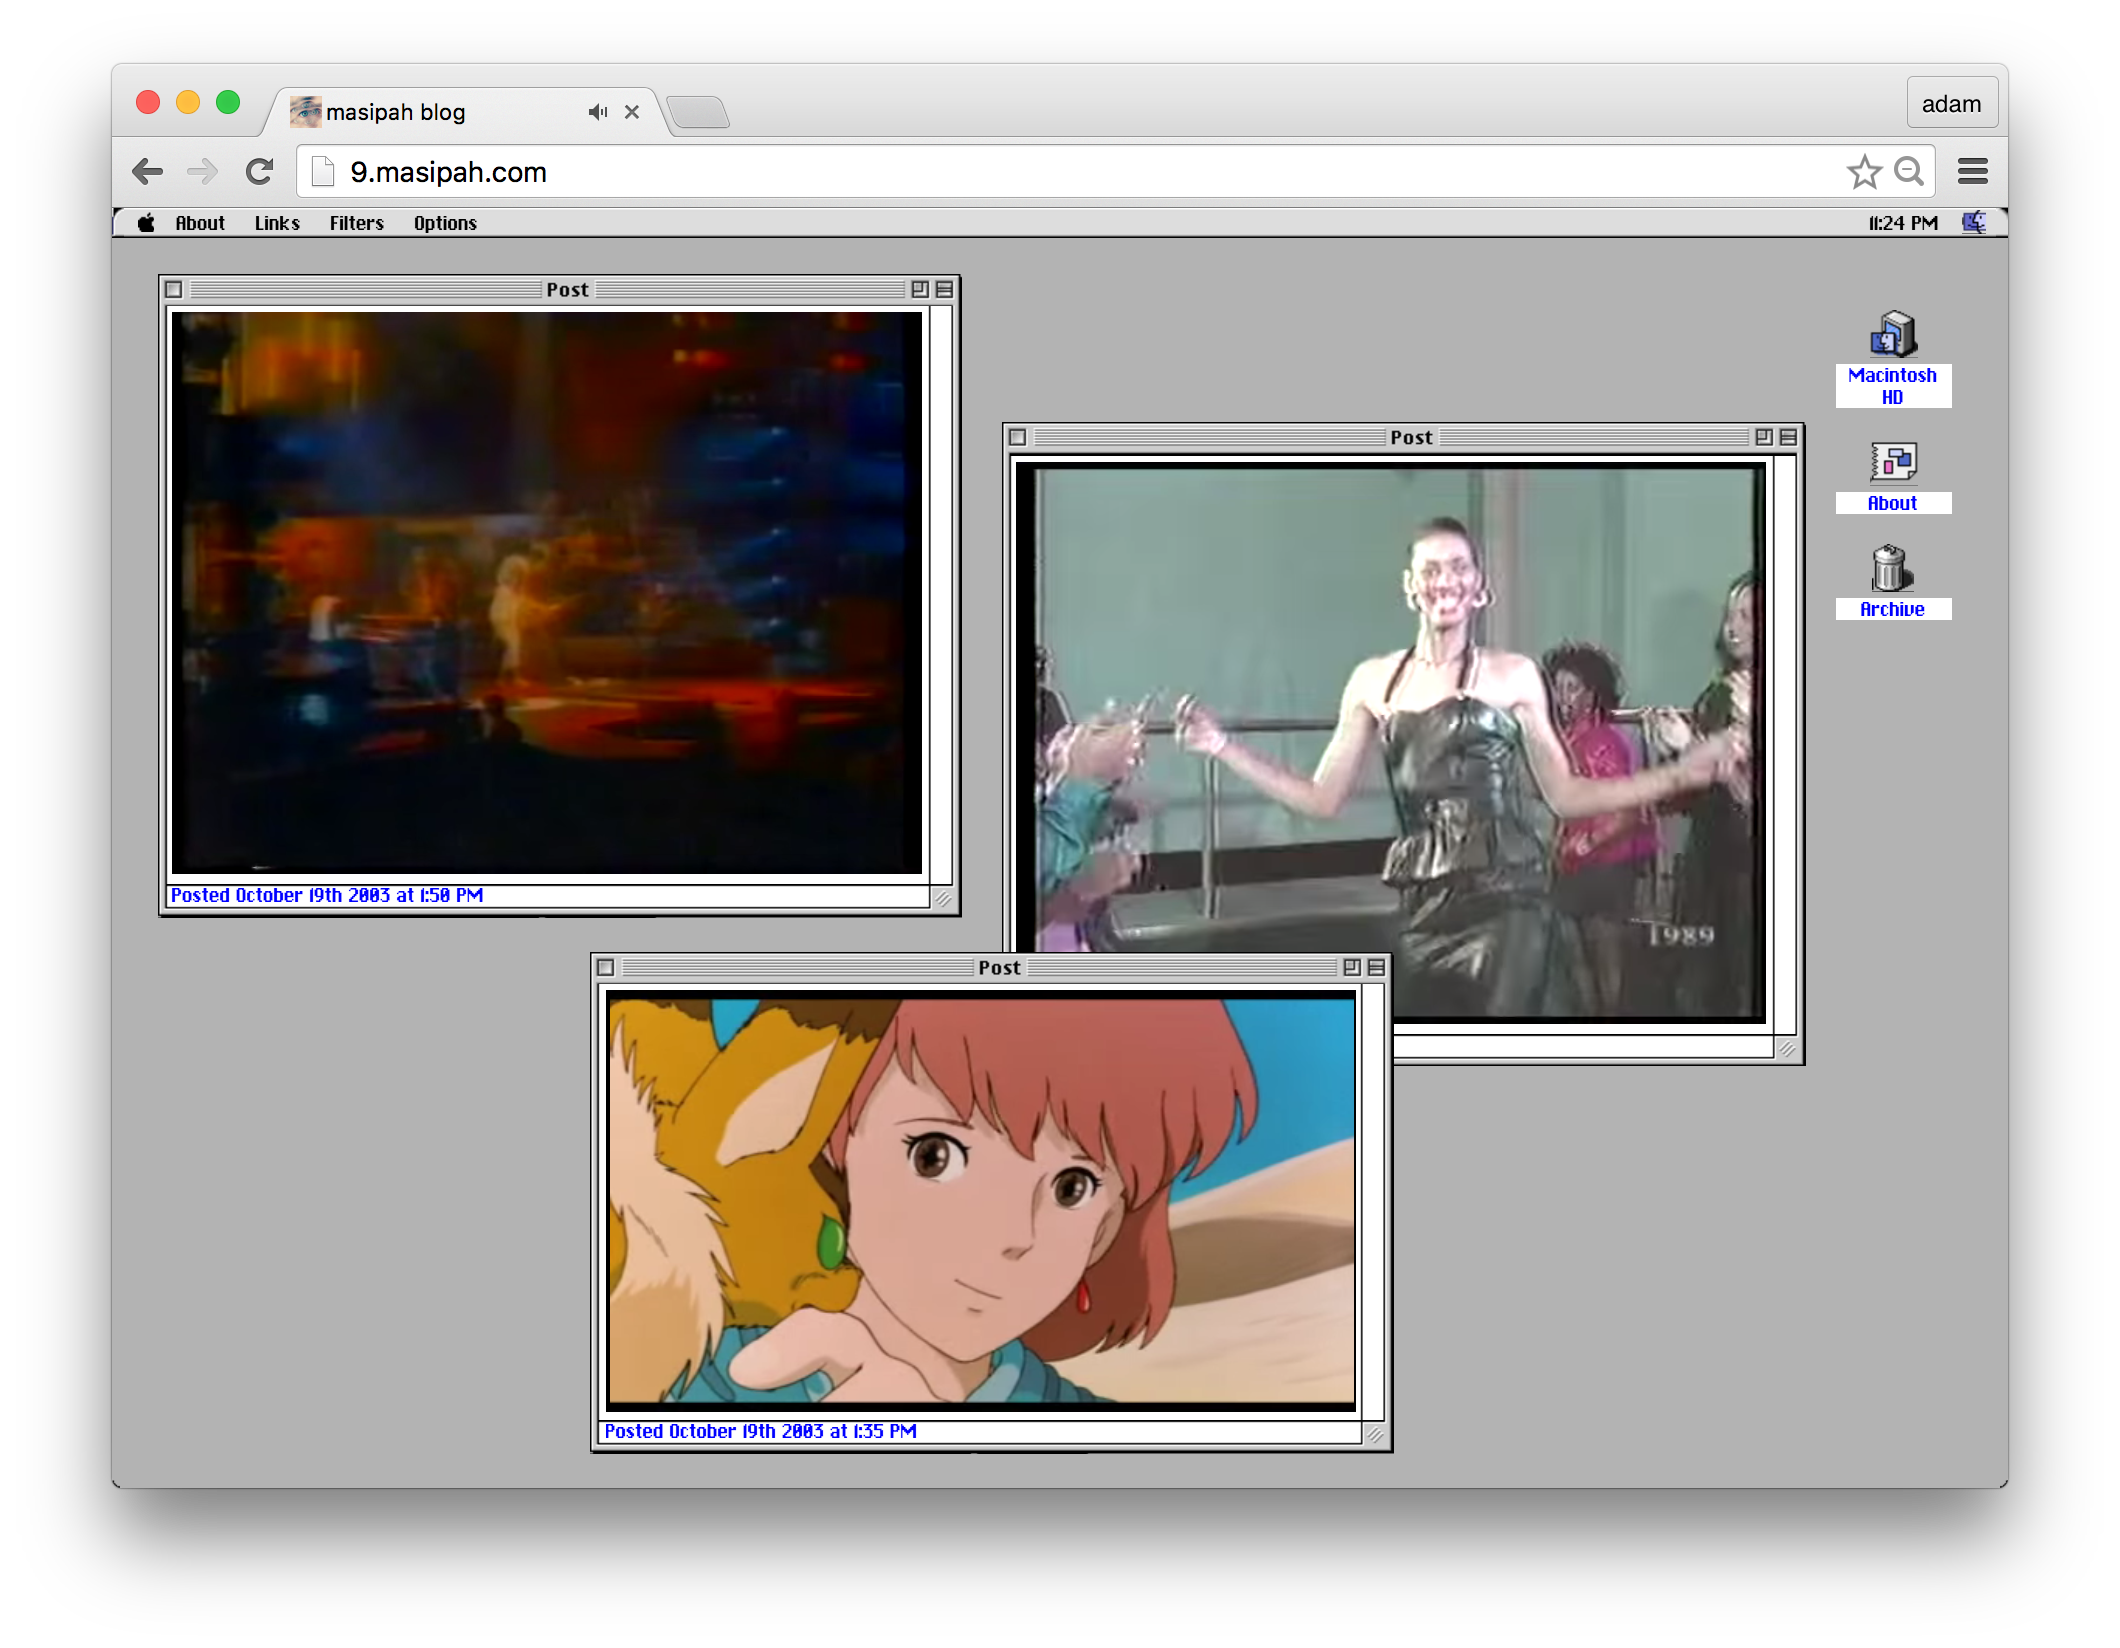 masipah blog
adam
9.masipah.com
About Links Filters Options 11:24 PM
Post
Posted October 19th 2003 at 1:50 PM
Post
1989
Post
Posted October 19th 2003 at 1:35 PM
Macintosh
HD
About
Archive